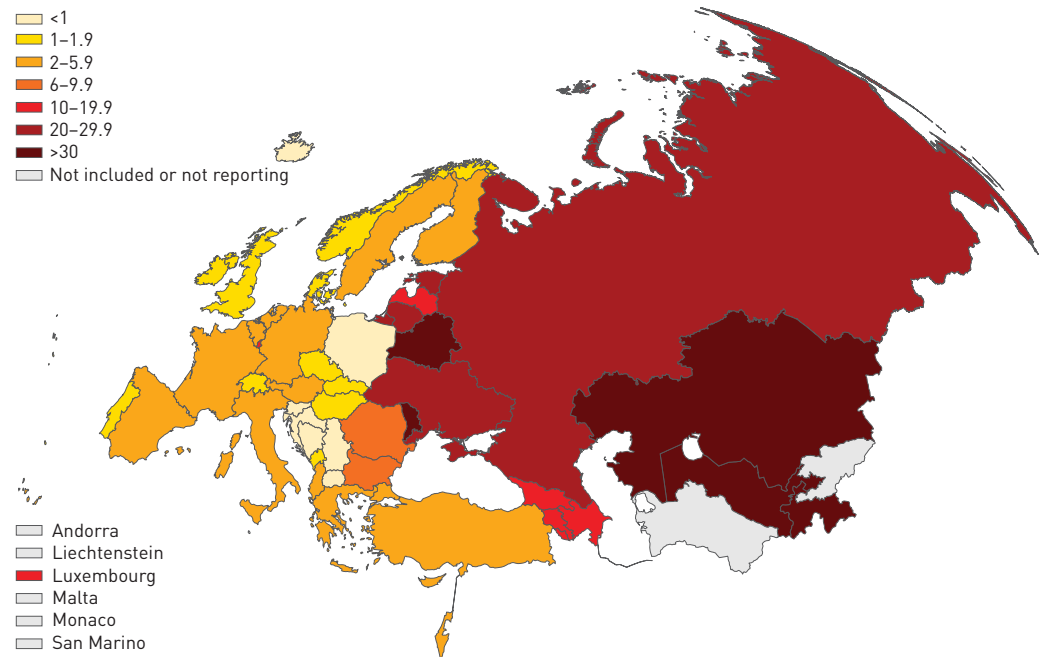 <1
1–1.9
2–5.9
6–9.9
10–19.9
20–29.9
>30
Not included or not reporting
Andorra
Liechtenstein
Luxembourg
Malta
Monaco
San Marino